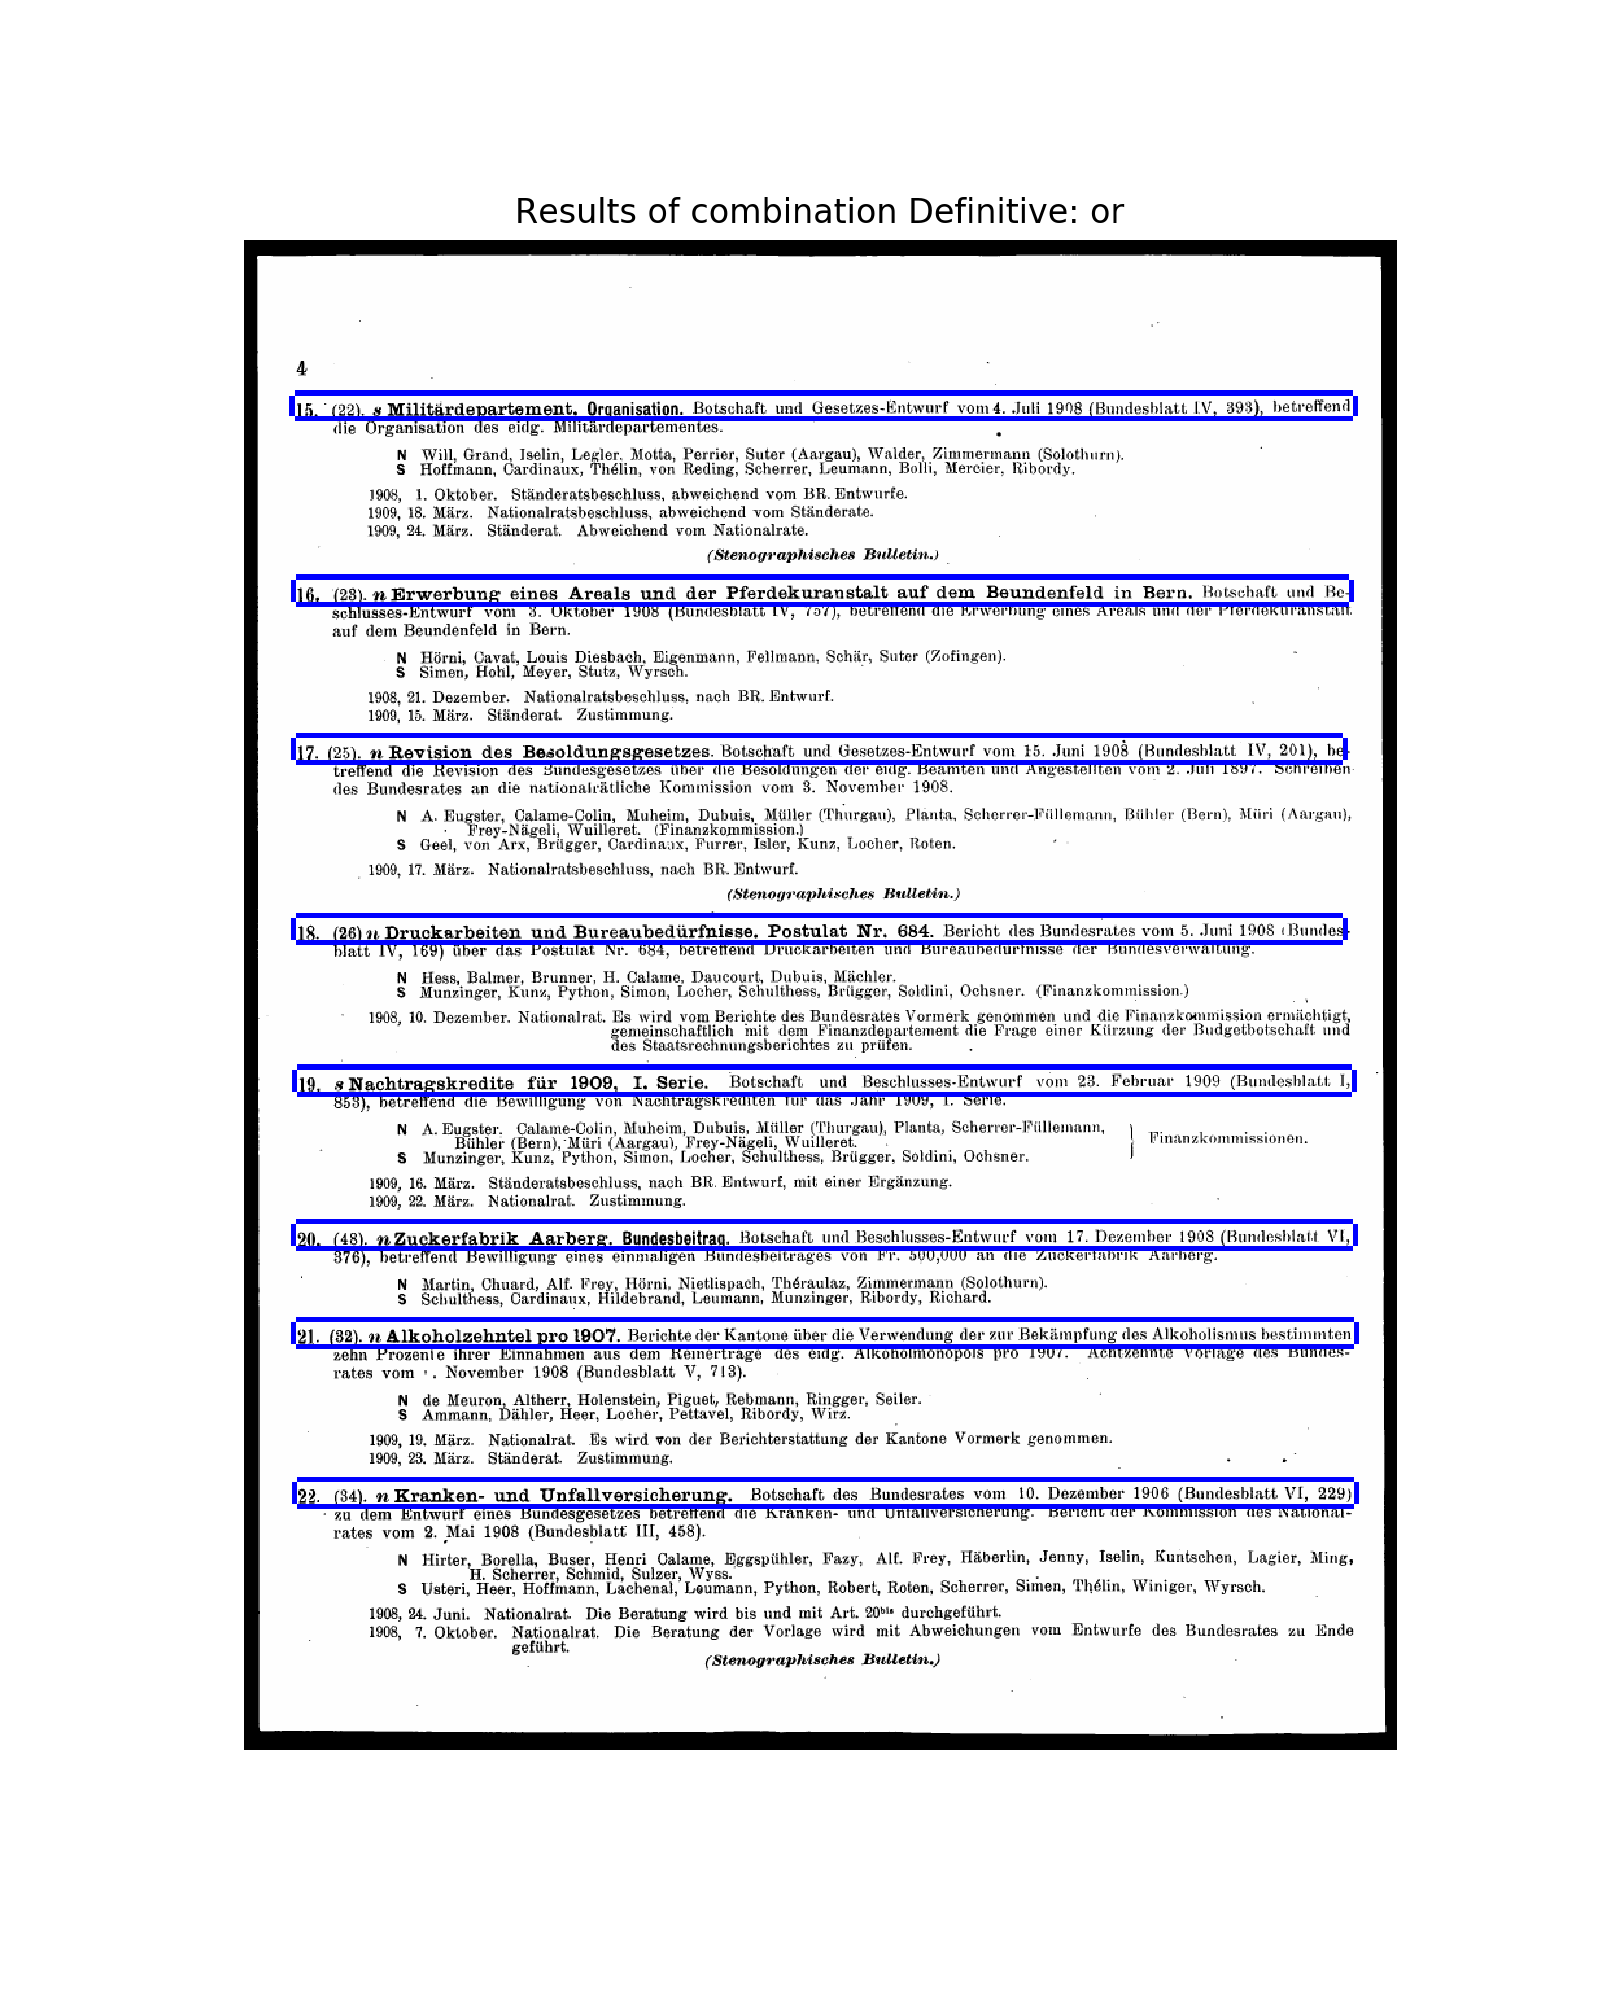 Results of combination Definitive: or
4
15. (22). s Militärdepartement. Organisation. Botschaft und Gesetzes-Entwurf vom 4. Juli 1908 (Bundesblatt IV, 393), betreffend
die Organisation des eidg. Militärdepartementes.
N Will, Grand, Iselin, Legler, Motta, Perrier, Suter (Aargau), Walder, Zimmermann (Solothurn).
S Hoffmann, Cardinaux, Thélin, von Reding, Scherrer, Leumann, Bolli, Mercier, Ribordy.
1908, 1. Oktober. Ständeratsbeschluss, abweichend vom BR. Entwurfe.
1909, 18. März. Nationalratsbeschluss, abweichend vom Ständerate.
1909, 24. März. Ständerat. Abweichend vom Nationalrate.
(Stenographisches Bulletin.)
16. (23). n Erwerbung eines Areals und der Pferdekuranstalt auf dem Beundenfeld in Bern. Botschaft und Be-
schlusses-Entwurf vom 3. Oktober 1908 (Bundesblatt IV, 757), betreffend die Erwerbung eines Areals und der Pferdekuranstalt
auf dem Beundenfeld in Bern.
N Hörni, Cavat, Louis Diesbach, Eigenmann, Fellmann, Schär, Suter (Zofingen).
S Simen, Hohl, Meyer, Stutz, Wyrsch.
1908, 21. Dezember. Nationalratsbeschluss, nach BR. Entwurf.
1909, 15. März. Ständerat. Zustimmung.
17. (25). n Revision des Besoldungsgesetzes. Botschaft und Gesetzes-Entwurf vom 15. Juni 1908 (Bundesblatt IV, 201), be-
treffend die Revision des Bundesgesetzes über die Besoldungen der eidg. Beamten und Angestellten vom 2. Juli 1897. Schreiben
des Bundesrates an die nationalrätliche Kommission vom 3. November 1908.
N A. Eugster, Calame-Colin, Muheim, Dubuis, Müller (Thurgau), Planta, Scherrer-Füllemann, Bühler (Bern), Müri (Aargau),
Frey-Nägeli, Wuilleret. (Finanzkommission.)
S Geel, von Arx, Brügger, Cardinaux, Furrer, Isler, Kunz, Locher, Roten.
1909, 17. März. Nationalratsbeschluss, nach BR. Entwurf.
(Stenographisches Bulletin.)
18. (26) n Druckarbeiten und Bureaubedürfnisse. Postulat Nr. 684. Bericht des Bundesrates vom 5. Juni 1908 (Bundes-
blatt IV, 169) über das Postulat Nr. 684, betreffend Druckarbeiten und Bureaubedürfnisse der Bundesverwaltung.
N Hess, Balmer, Brunner, H. Calame, Daucourt, Dubuis, Mächler.
S Munzinger, Kunz, Python, Simon, Locher, Schulthess, Brügger, Soldini, Ochsner. (Finanzkommission.)
1908, 10. Dezember. Nationalrat. Es wird vom Berichte des Bundesrates Vormerk genommen und die Finanzkommission ermächtigt,
gemeinschaftlich mit dem Finanzdepartement die Frage einer Kürzung der Budgetbotschaft und
des Staatsrechnungsberichtes zu prüfen.
19. s Nachtragskredite für 1909, I. Serie. Botschaft und Beschlusses-Entwurf vom 23. Februar 1909 (Bundesblatt I,
853), betreffend die Bewilligung von Nachtragskrediten für das Jahr 1909, I. Serie.
N A. Eugster. Calame-Colin, Muheim, Dubuis, Müller (Thurgau), Planta, Scherrer-Füllemann,
Bühler (Bern), Müri (Aargau), Frey-Nägeli, Wuilleret.
S Munzinger, Kunz, Python, Simon, Locher, Schulthess, Brügger, Soldini, Ochsner.
Finanzkommissionen.
1909, 16. März. Ständeratsbeschluss, nach BR. Entwurf, mit einer Ergänzung.
1909, 22. März. Nationalrat. Zustimmung.
20. (48). n Zuckerfabrik Aarberg. Bundesbeitrag. Botschaft und Beschlusses-Entwurf vom 17. Dezember 1908 (Bundesblatt VI,
376), betreffend Bewilligung eines einmaligen Bundesbeitrages von Fr. 500,000 an die Zuckerfabrik Aarberg.
N Martin, Chuard, Alf. Frey, Hörni, Nietlispach, Théraulaz, Zimmermann (Solothurn).
S Schulthess, Cardinaux, Hildebrand, Leumann, Munzinger, Ribordy, Richard.
21. (32). n Alkoholzehntel pro 1907. Berichte der Kantone über die Verwendung der zur Bekämpfung des Alkoholismus bestimmten
zehn Prozente ihrer Einnahmen aus dem Reinertrage des eidg. Alkoholmonopols pro 1907. Achtzehnte Vorlage des Bundes-
rates vom . November 1908 (Bundesblatt V, 713).
N de Meuron, Altherr, Holenstein, Piguet, Rebmann, Ringger, Seiler.
S Ammann, Dähler, Heer, Locher, Pettavel, Ribordy, Wirz.
1909, 19. März. Nationalrat. Es wird von der Berichterstattung der Kantone Vormerk genommen.
1909, 23. März. Ständerat. Zustimmung.
22. (34). n Kranken- und Unfallversicherung. Botschaft des Bundesrates vom 10. Dezember 1906 (Bundesblatt VI, 229)
zu dem Entwurf eines Bundesgesetzes betreffend die Kranken- und Unfallversicherung. Bericht der Kommission des National-
rates vom 2. Mai 1908 (Bundesblatt III, 458).
N Hirter, Borella, Buser, Henri Calame, Eggspühler, Fazy, Alf. Frey, Häberlin, Jenny, Iselin, Kuntschen, Lagier, Ming,
H. Scherrer, Schmid, Sulzer, Wyss.
S Usteri, Heer, Hoffmann, Lachenal, Leumann, Python, Robert, Roten, Scherrer, Simen, Thélin, Winiger, Wyrsch.
1908, 24. Juni. Nationalrat. Die Beratung wird bis und mit Art. 20bis durchgeführt.
1908, 7. Oktober. Nationalrat. Die Beratung der Vorlage wird mit Abweichungen vom Entwurfe des Bundesrates zu Ende
geführt.
(Stenographisches Bulletin.)